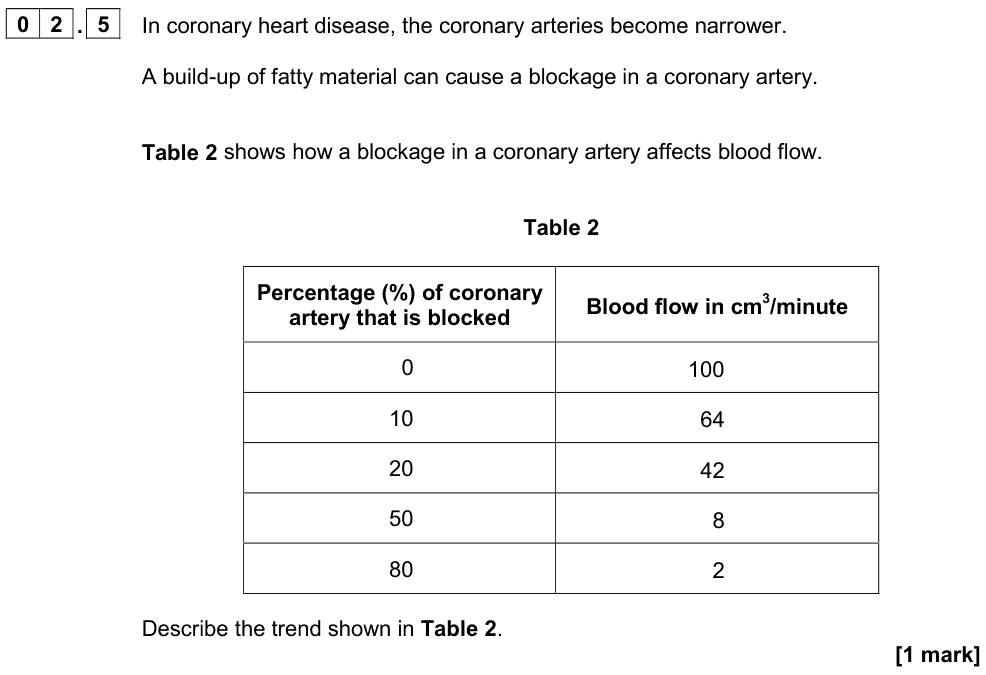 0 2 . 5 In coronary heart disease, the coronary arteries become narrower.
A build-up of fatty material can cause a blockage in a coronary artery.
Table 2 shows how a blockage in a coronary artery affects blood flow.
Table 2
Percentage (%) of coronary artery that is blocked Blood flow in cm³/minute
0 100
10 64
20 42
50 8
80 2
Describe the trend shown in Table 2.
[1 mark]